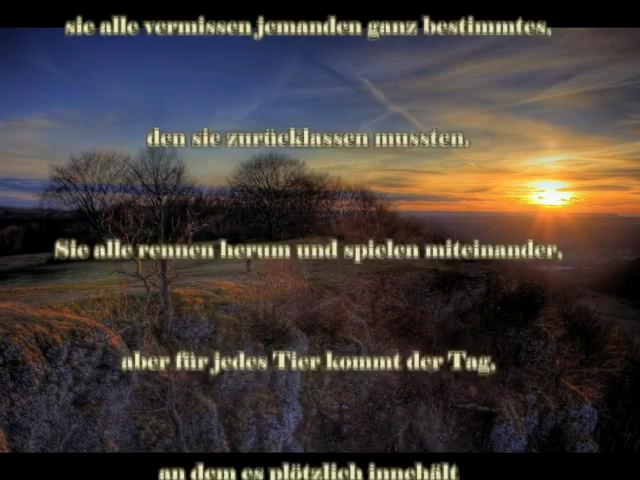 sie alle vermissen jemanden ganz bestimmtes,
den sie zurücklassen mussten.
Sie alle rennen herum und spielen miteinander,
aber für jedes Tier kommt der Tag,
an dem es plötzlich innehält